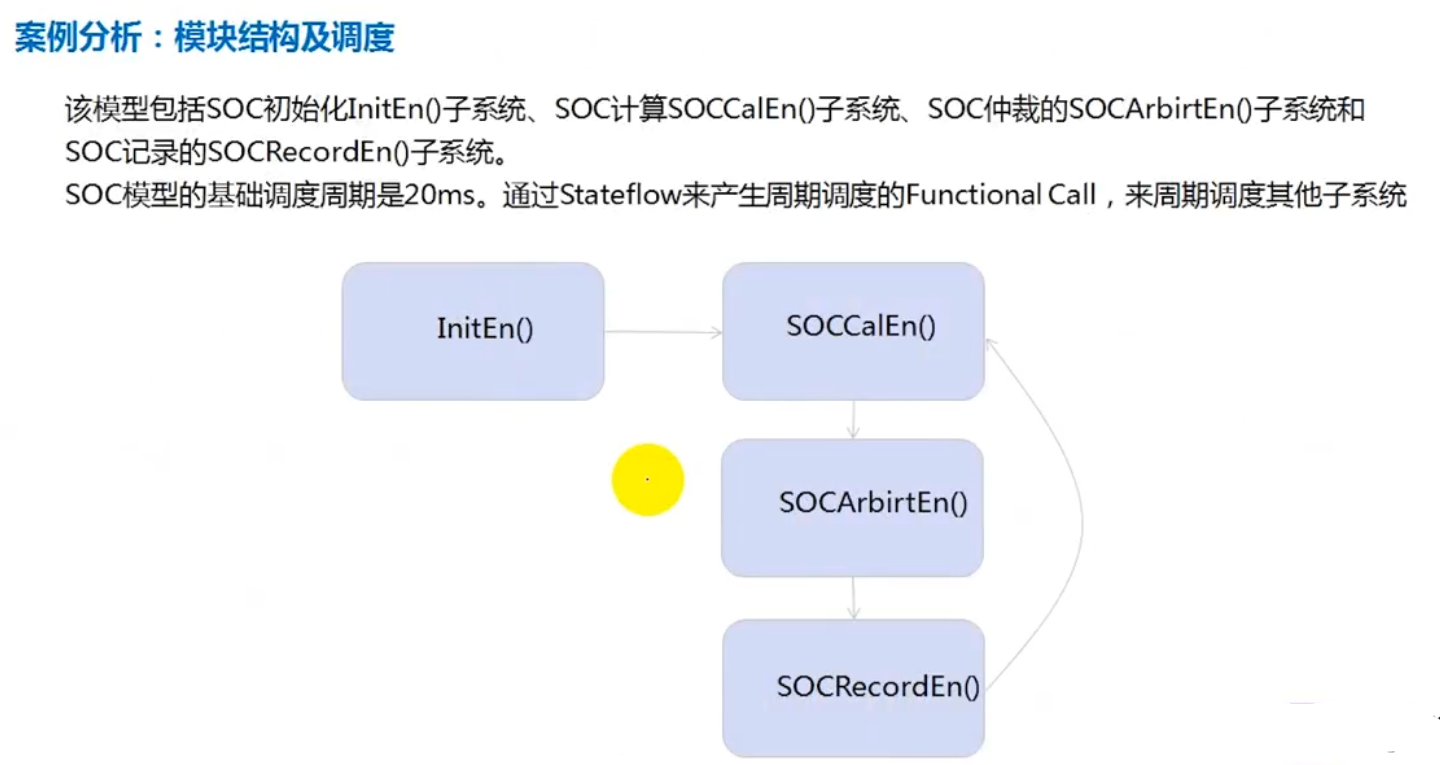 案例分析：模块结构及调度
该模型包括SOC初始化InitEn()子系统、SOC计算SOCCalEn()子系统、SOC仲裁的SOCArbirtEn()子系统和
SOC记录的SOCRecordEn()子系统。
SOC模型的基础调度周期是20ms。通过Stateflow来产生周期调度的Functional Call，来周期调度其他子系统
InitEn()
SOCCalEn()
SOCArbirtEn()
SOCRecordEn()